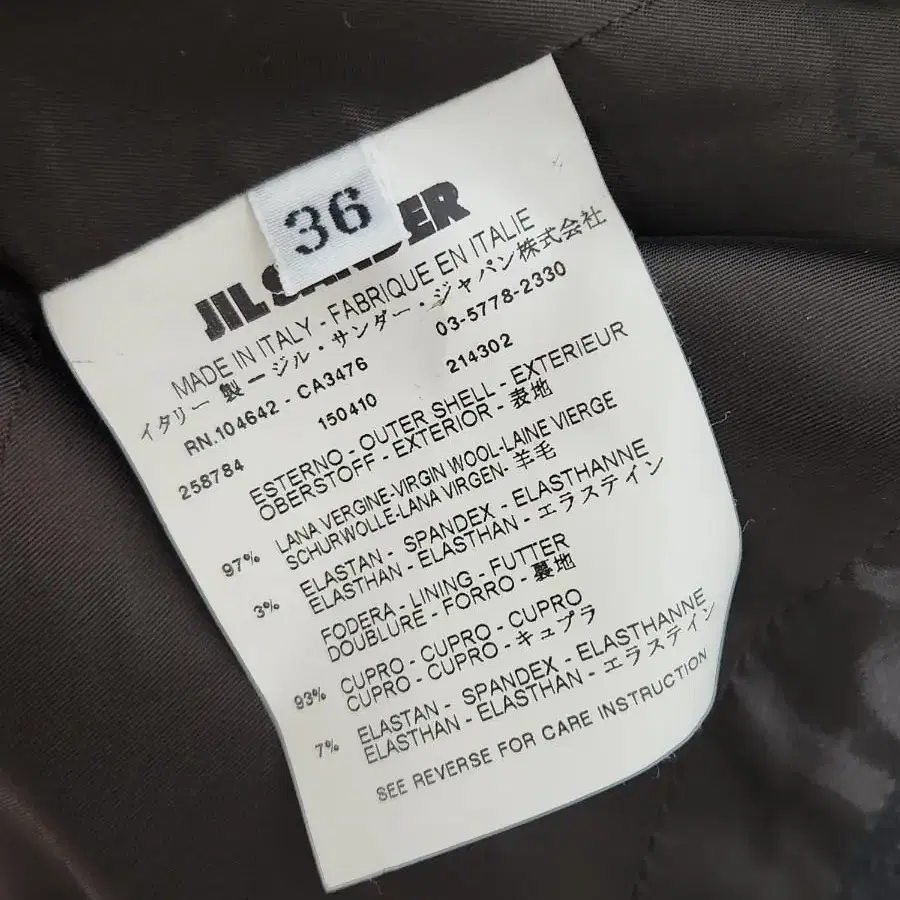 36
JIL SANDER
MADE IN ITALY - FABRIQUE EN ITALIE
イタリー 製 ー ジル・サンダー・ジャパン株式会社
RN.104642 - CA3476 03-5778-2330
258784 150410 214302
ESTERNO - OUTER SHELL - EXTERIEUR
OBERSTOFF - EXTERIOR - 表地
97% LANA VERGINE-VIRGIN WOOL-LAINE VIERGE
SCHURWOLLE-LANA VIRGEN- 羊毛
3% ELASTAN - SPANDEX - ELASTHANNE
ELASTHAN - ELASTHAN - エラステイン
FODERA - LINING - FUTTER
DOUBLURE - FORRO - 裏地
93% CUPRO - CUPRO - CUPRO
CUPRO - CUPRO - キュプラ
7% ELASTAN - SPANDEX - ELASTHANNE
ELASTHAN - ELASTHAN - エラステイン
SEE REVERSE FOR CARE INSTRUCTION